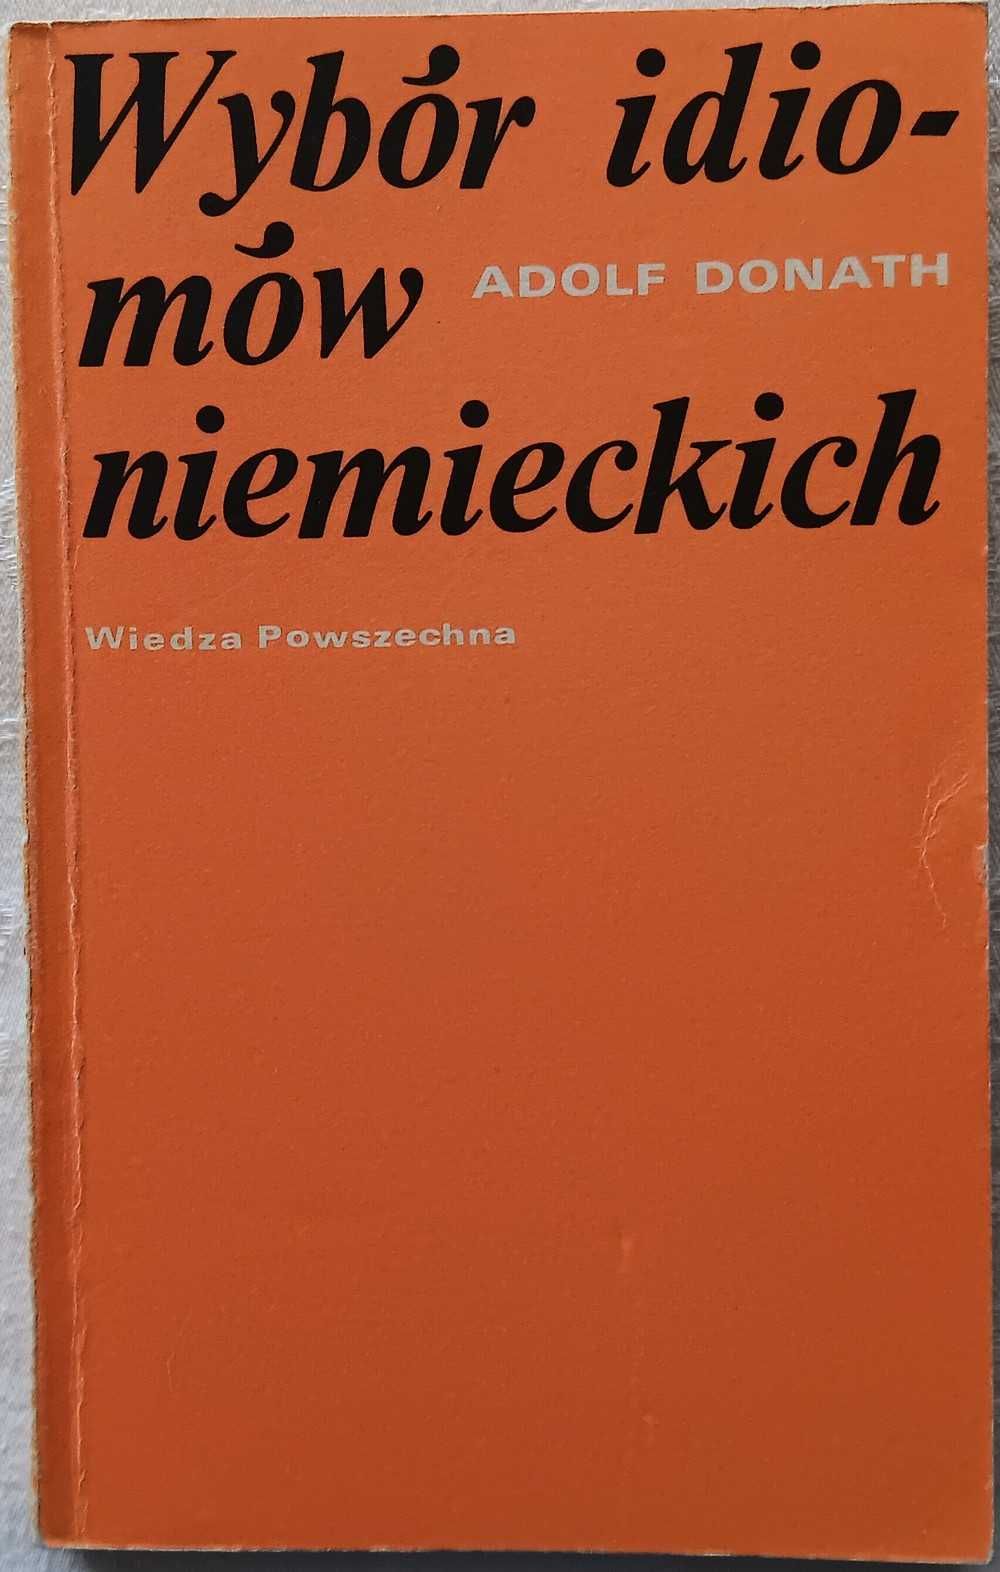 Wybór idio-
mów
ADOLF DONATH
niemieckich
Wiedza Powszechna